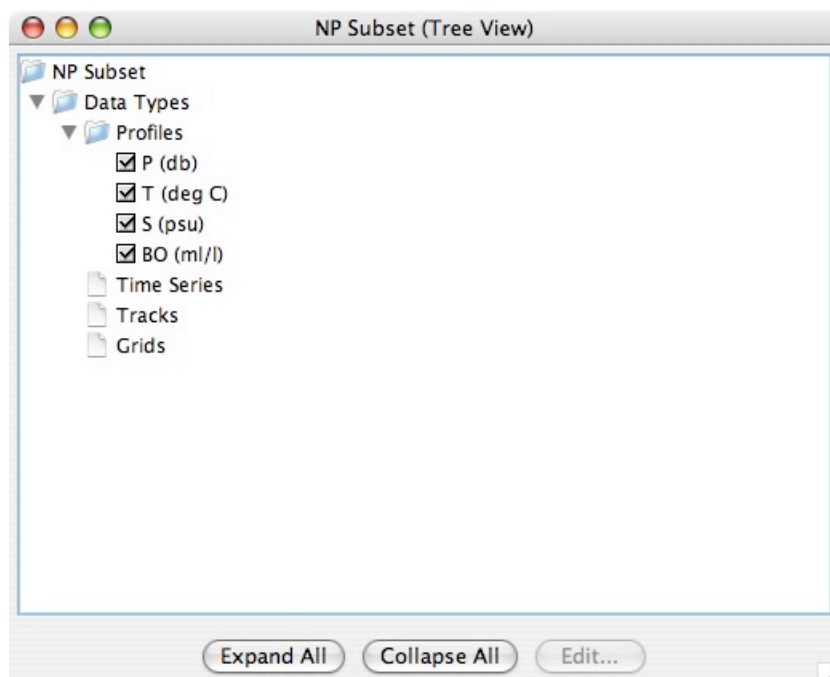 NP Subset (Tree View)
NP Subset
Data Types
Profiles
P (db)
T (deg C)
S (psu)
BO (ml/l)
Time Series
Tracks
Grids
Expand All Collapse All Edit...